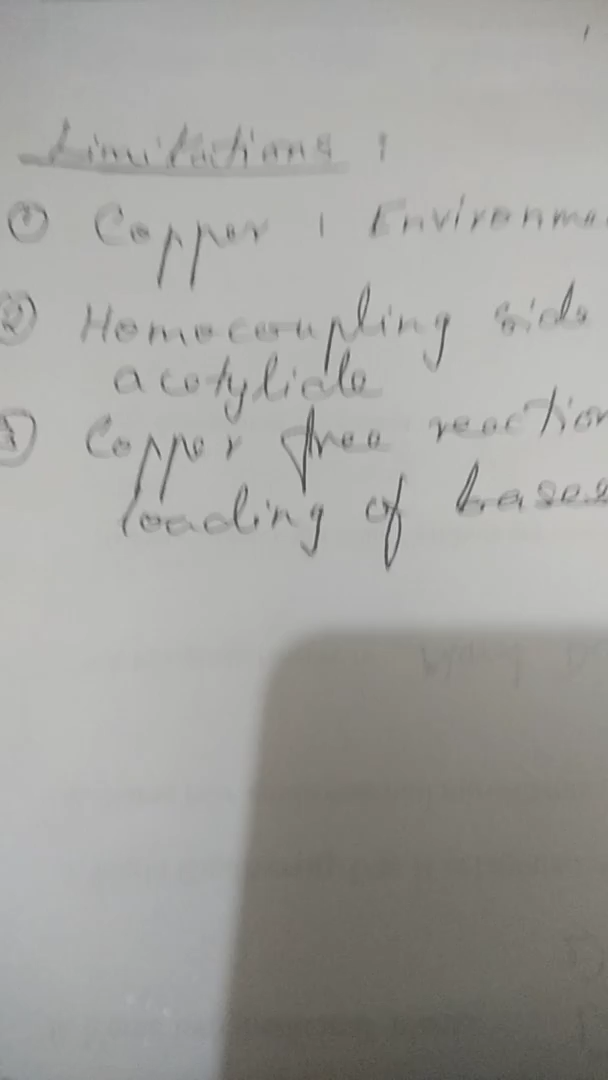 Limitations :
① Copper : Environme
② Homocoupling side
acetylide
③ Copper free reaction
loading of bases